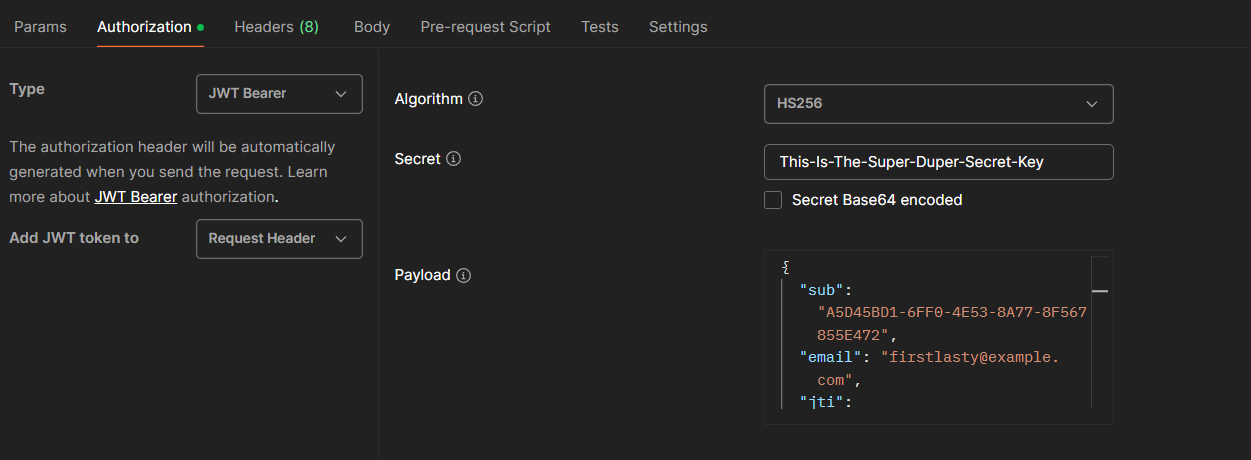 Params Authorization Headers (8) Body Pre-request Script Tests Settings
Type JWT Bearer
The authorization header will be automatically
generated when you send the request. Learn
more about JWT Bearer authorization.
Add JWT token to Request Header
Algorithm HS256
Secret This-Is-The-Super-Duper-Secret-Key
Secret Base64 encoded
Payload
{
"sub":
"A5D45BD1-6FF0-4E53-8A77-8F567
855E472",
"email": "firstlasty@example.
com",
"jti":